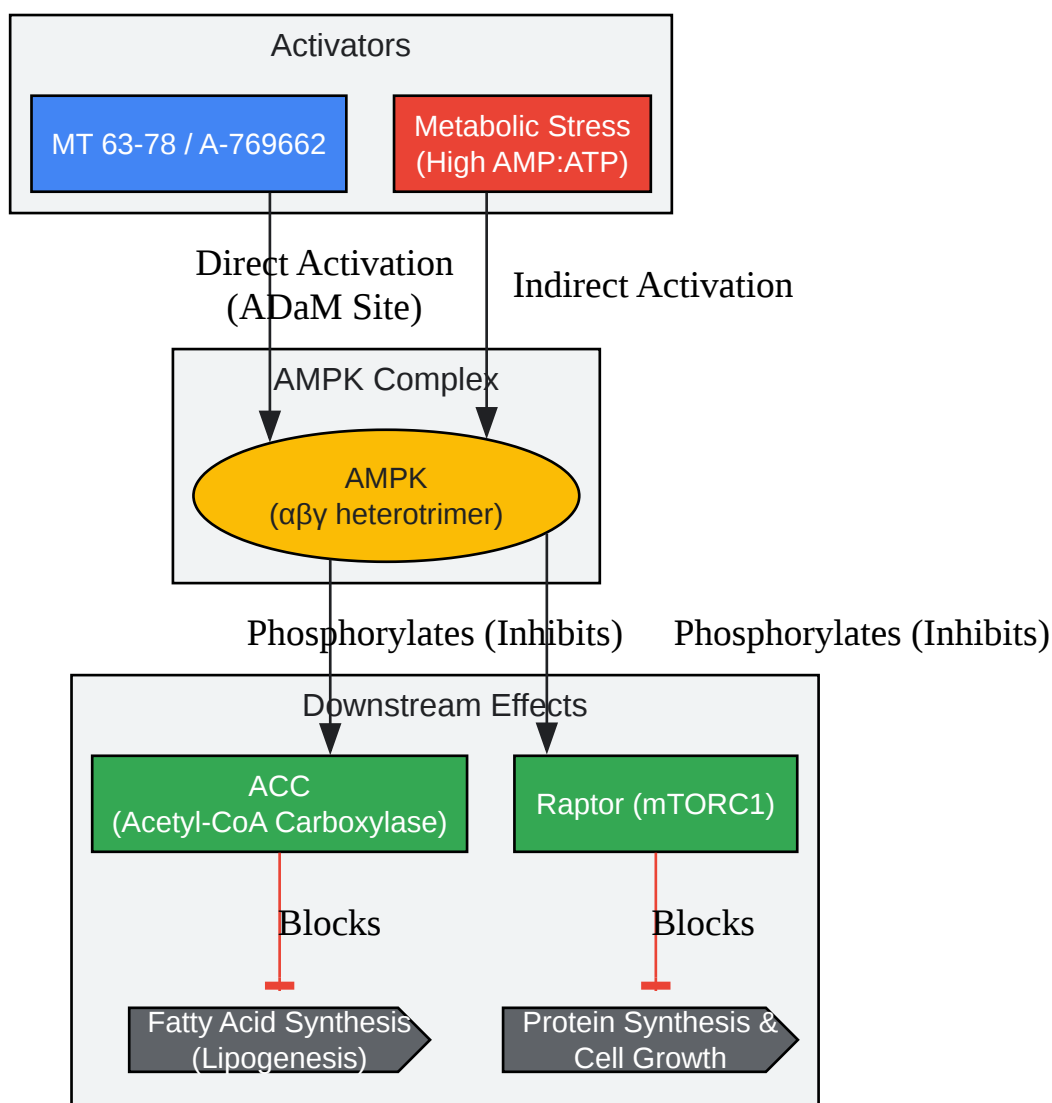 Activators
MT 63-78 / A-769662
Metabolic Stress
(High AMP:ATP)
Direct Activation
(ADaM Site)
Indirect Activation
AMPK Complex
AMPK
(αβγ heterotrimer)
Phosphorylates (Inhibits)
Phosphorylates (Inhibits)
Downstream Effects
ACC
(Acetyl-CoA Carboxylase)
Raptor (mTORC1)
Blocks
Blocks
Fatty Acid Synthesis
(Lipogenesis)
Protein Synthesis &
Cell Growth